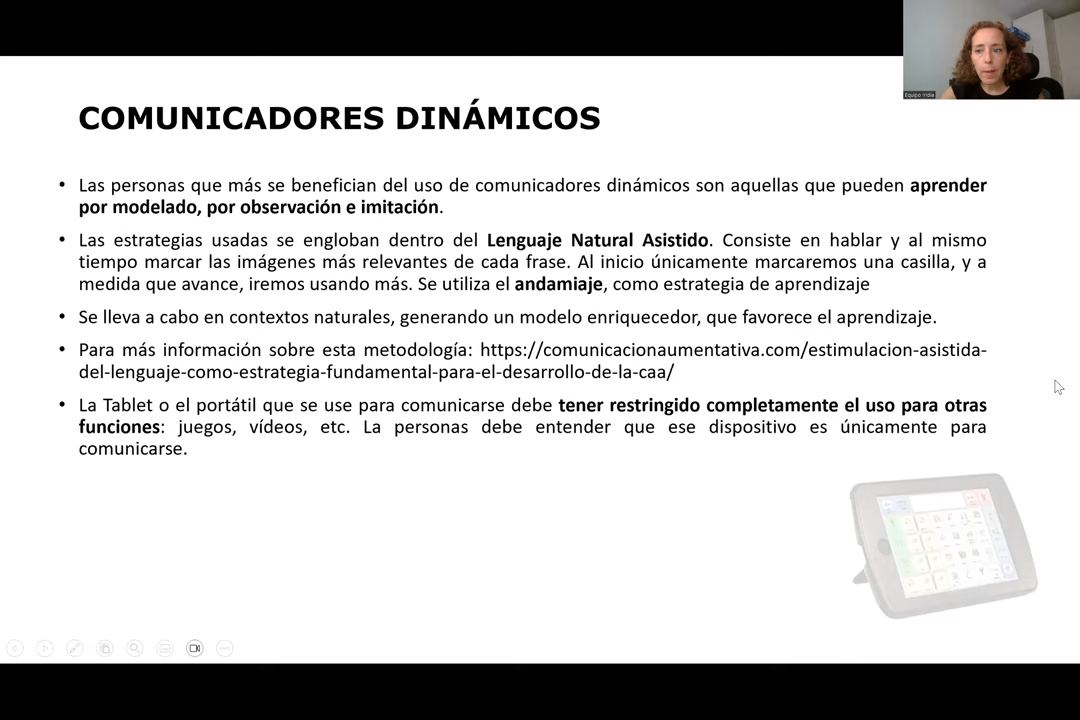 COMUNICADORES DINÁMICOS
• Las personas que más se benefician del uso de comunicadores dinámicos son aquellas que pueden aprender
por modelado, por observación e imitación.
• Las estrategias usadas se engloban dentro del Lenguaje Natural Asistido. Consiste en hablar y al mismo
tiempo marcar las imágenes más relevantes de cada frase. Al inicio únicamente marcaremos una casilla, y a
medida que avance, iremos usando más. Se utiliza el andamiaje, como estrategia de aprendizaje
• Se lleva a cabo en contextos naturales, generando un modelo enriquecedor, que favorece el aprendizaje.
• Para más información sobre esta metodología: https://comunicacionaumentativa.com/estimulacion-asistida-
del-lenguaje-como-estrategia-fundamental-para-el-desarrollo-de-la-caa/
• La Tablet o el portátil que se use para comunicarse debe tener restringido completamente el uso para otras
funciones: juegos, vídeos, etc. La personas debe entender que ese dispositivo es únicamente para
comunicarse.
Equipo Iridia